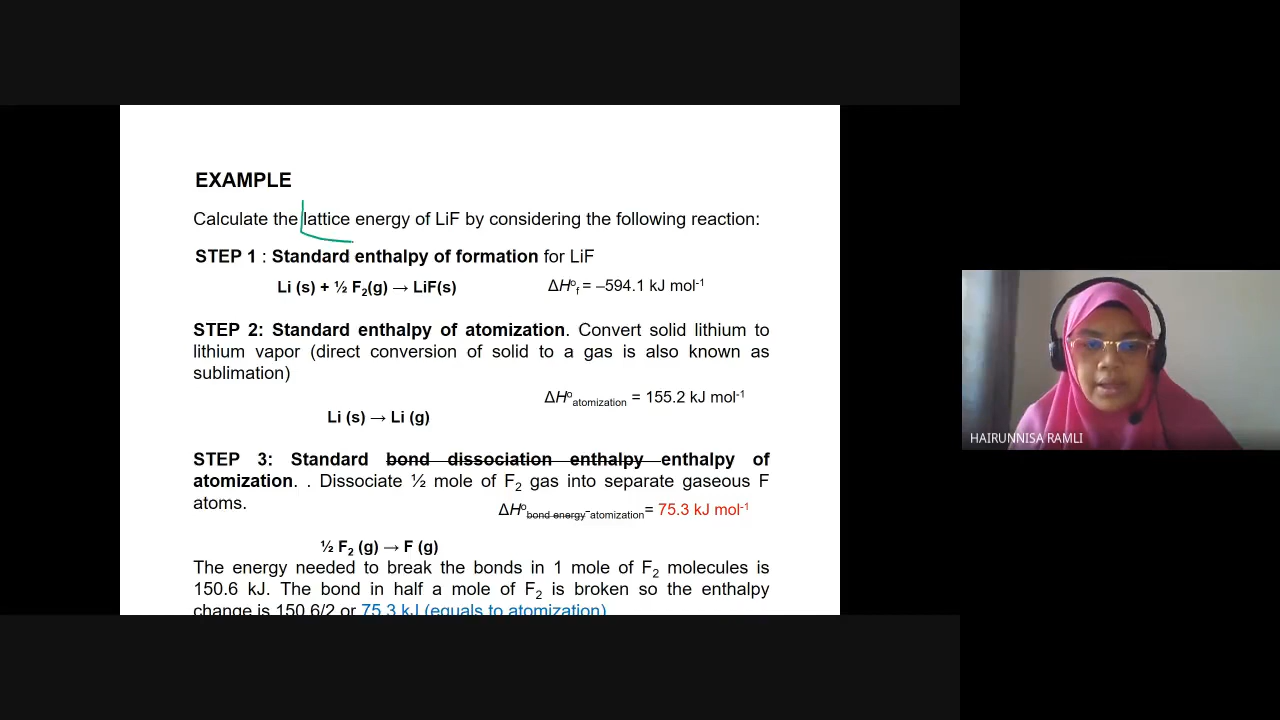 EXAMPLE
Calculate the lattice energy of LiF by considering the following reaction:
STEP 1 : Standard enthalpy of formation for LiF
Li (s) + ½ F₂(g) → LiF(s) ΔHº_f = –594.1 kJ mol⁻¹
STEP 2: Standard enthalpy of atomization. Convert solid lithium to
lithium vapor (direct conversion of solid to a gas is also known as
sublimation)
ΔHº_atomization = 155.2 kJ mol⁻¹
Li (s) → Li (g)
STEP 3: Standard bond dissociation enthalpy enthalpy of
atomization. . Dissociate ½ mole of F₂ gas into separate gaseous F
atoms.
ΔHº_bond energy atomization= 75.3 kJ mol⁻¹
½ F₂ (g) → F (g)
The energy needed to break the bonds in 1 mole of F₂ molecules is
150.6 kJ. The bond in half a mole of F₂ is broken so the enthalpy
change is 150.6/2 or 75.3 kJ (equals to atomization)
HAIRUNNISA RAMLI